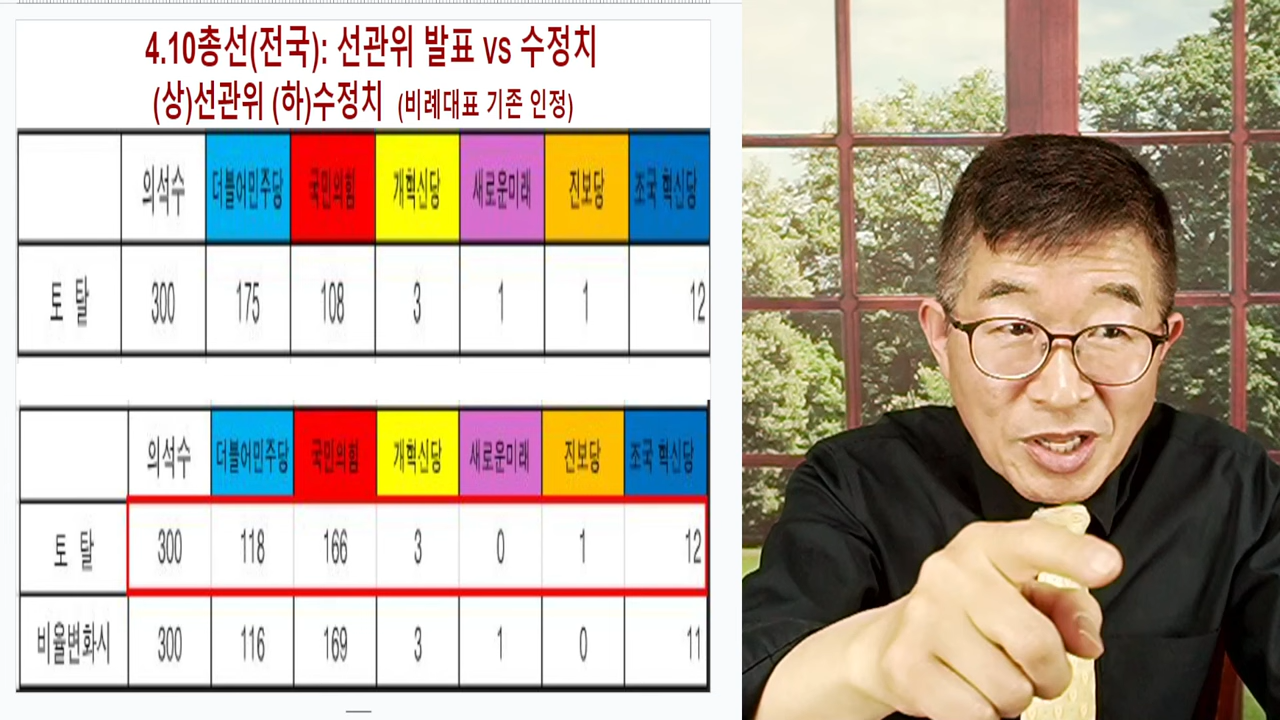 4.10총선(전국): 선관위 발표 vs 수정치
(상)선관위 (하)수정치 (비례대표 기존 인정)
의석수 더불어민주당 국민의힘 개혁신당 새로운미래 진보당 조국 혁신당
토 탈 300 175 108 3 1 1 12
의석수 더불어민주당 국민의힘 개혁신당 새로운미래 진보당 조국 혁신당
토 탈 300 118 166 3 0 1 12
비율변화시 300 116 169 3 1 0 11